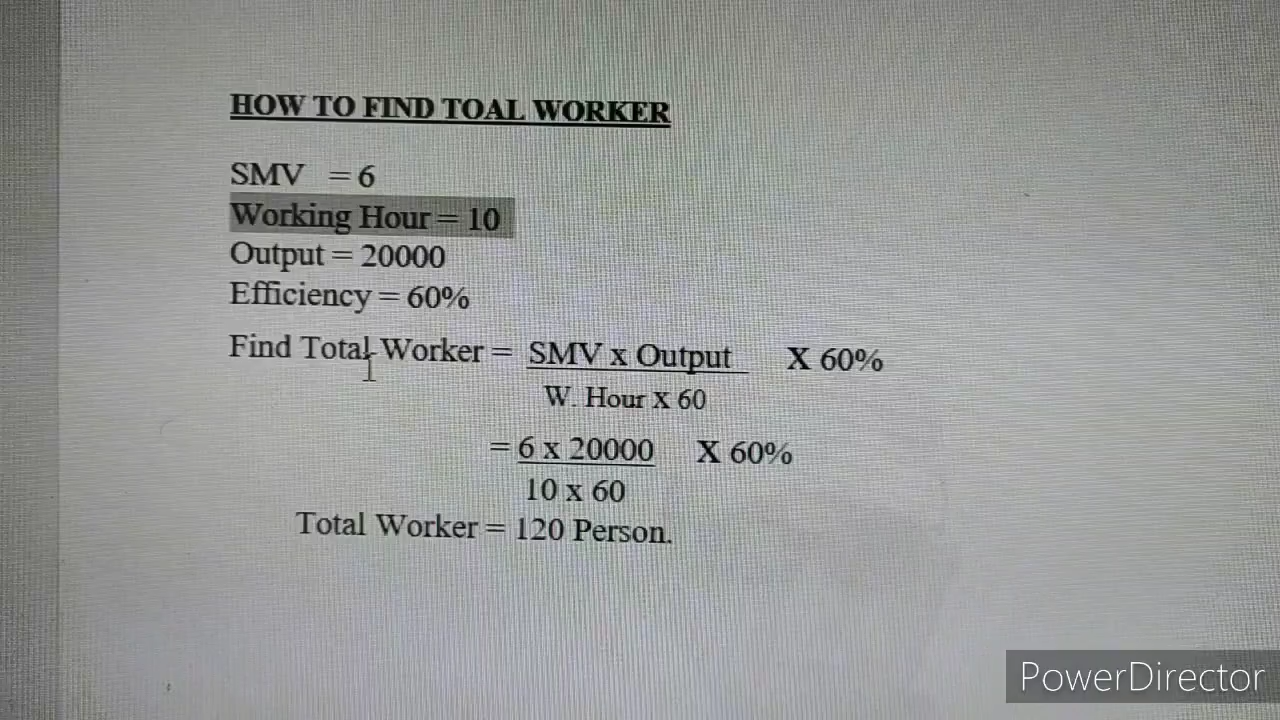 HOW TO FIND TOAL WORKER
SMV = 6
Working Hour = 10
Output = 20000
Efficiency = 60%
Find Total Worker = SMV x Output X 60%
W. Hour X 60
= 6 x 20000 X 60%
10 x 60
Total Worker = 120 Person.
PowerDirector